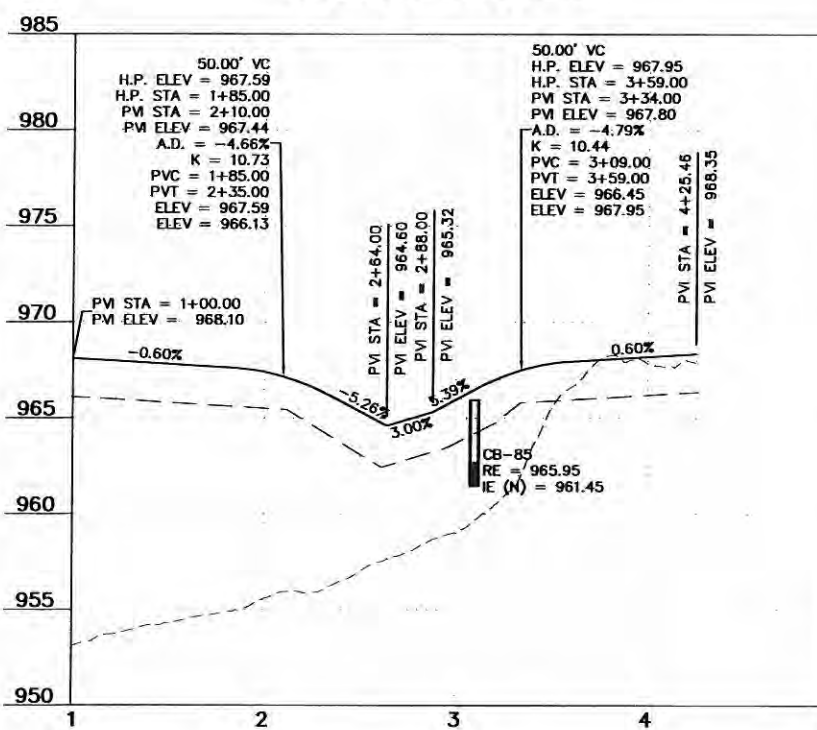 985
980
975
970
965
960
955
950
50.00' VC
H.P. ELEV = 967.59
H.P. STA = 1+85.00
PVI STA = 2+10.00
PVI ELEV = 967.44
A.D. = -4.66%
K = 10.73
PVC = 1+85.00
PVT = 2+35.00
ELEV = 967.59
ELEV = 966.13
50.00' VC
H.P. ELEV = 967.95
H.P. STA = 3+59.00
PVI STA = 3+34.00
PVI ELEV = 967.80
A.D. = -4.79%
K = 10.44
PVC = 3+09.00
PVT = 3+59.00
ELEV = 966.45
ELEV = 967.95
PVI STA = 2+64.00
PVI ELEV = 964.60
PVI STA = 2+88.00
PVI ELEV = 965.32
PVI STA = 4+25.46
PVI ELEV = 968.35
PVI STA = 1+00.00
PVI ELEV = 968.10
-0.60%
-5.26%
3.00%
5.39%
0.60%
CB-85
RE = 965.95
IE (N) = 961.45
1
2
3
4